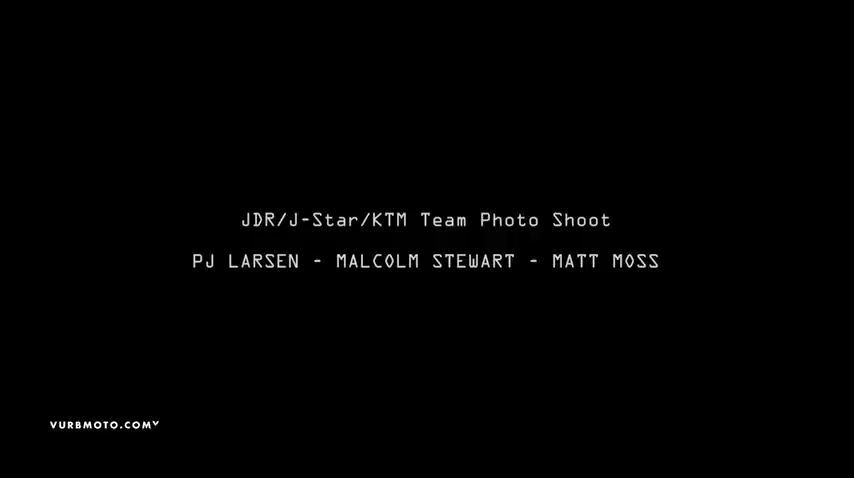 JDR/J-Star/KTM Team Photo Shoot
PJ LARSEN - MALCOLM STEWART - MATT MOSS
VURBMOTO.COM